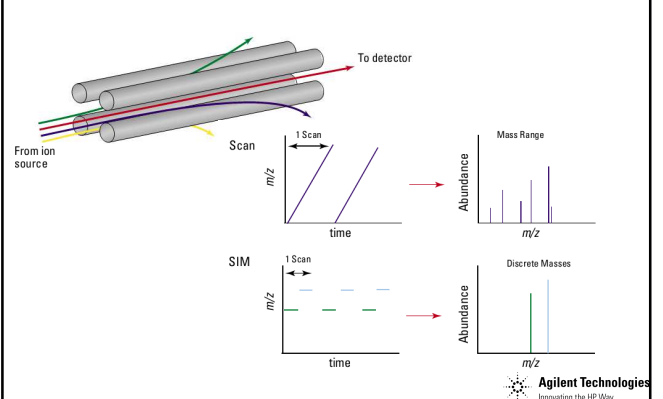 To detector
From ion
source
Scan
1 Scan
m/z
time
Mass Range
Abundance
m/z
SIM
1 Scan
m/z
time
Discrete Masses
Abundance
m/z
Agilent Technologies
Innovating the HP Way